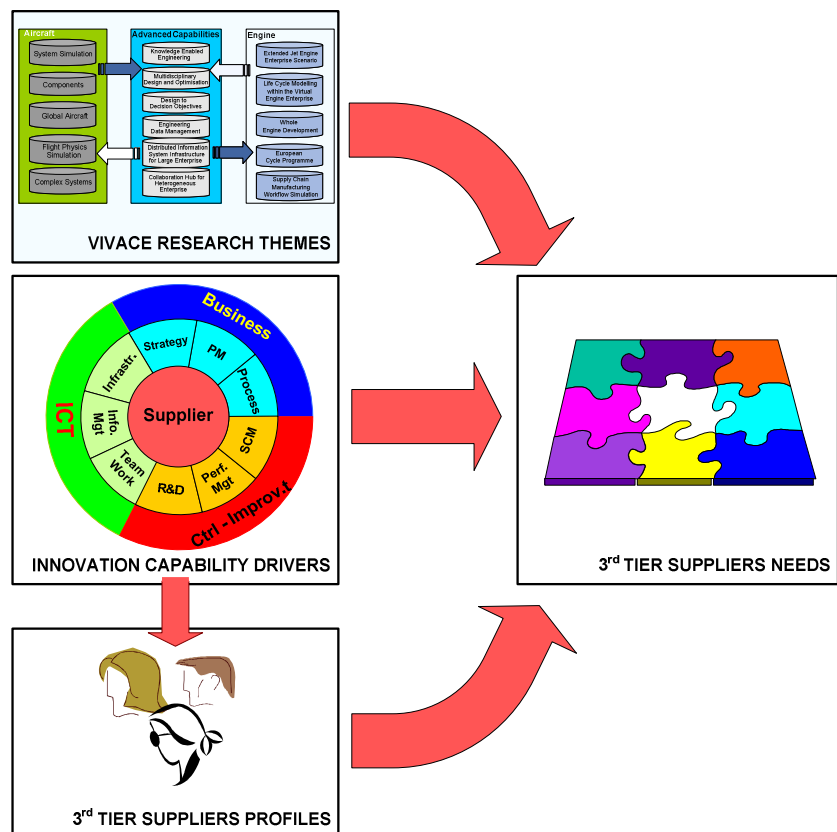 Aircraft
System Simulation
Components
Global Aircraft
Flight Physics
Simulation
Complex Systems
Advanced Capabilities
Knowledge Enabled
Engineering
Multidisciplinary
Design and Optimisation
Design to
Decision Objectives
Engineering
Data Management
Distributed Information
System Infrastructure
for Large Enterprise
Collaboration Hub for
Heterogeneous
Enterprise
Engine
Extended Jet Engine
Enterprise Scenario
Life Cycle Modelling
within the Virtual
Engine Enterprise
Whole
Engine Development
European
Cycle Programme
Supply Chain
Manufacturing
Workflow Simulation
VIVACE RESEARCH THEMES
Business
ICT
Ctrl - Improv.t
Strategy
PM
Process
SCM
Perf.
Mgt
R&D
Team
Work
Info.
Mgt
Infrastr.
Supplier
INNOVATION CAPABILITY DRIVERS
3rd TIER SUPPLIERS NEEDS
3rd TIER SUPPLIERS PROFILES